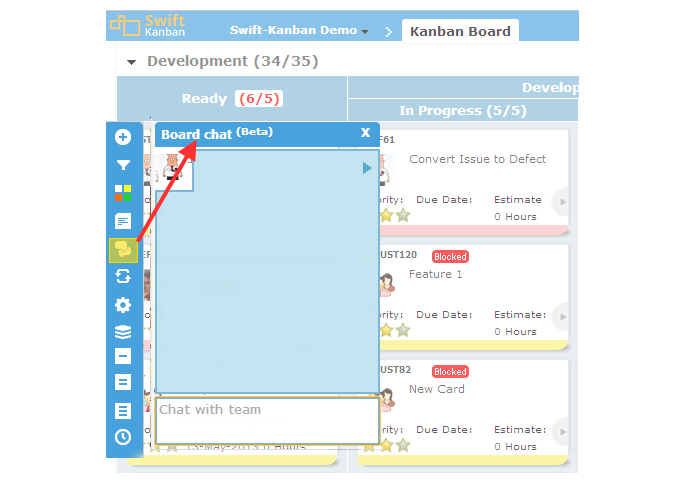 Swift
Kanban
Swift-Kanban Demo
Kanban Board
Development (34/35)
Ready (6/5)
Develop
In Progress (5/5)
Board chat (Beta)
X
F61
Convert Issue to Defect
ority:
Due Date:
Estimate
0 Hours
UST120
Blocked
Feature 1
ority:
Due Date:
Estimate:
0 Hours
UST82
Blocked
New Card
Chat with team
ority:
Due Date:
Estimate:
13-May-2013 0 Hours
0 Hours